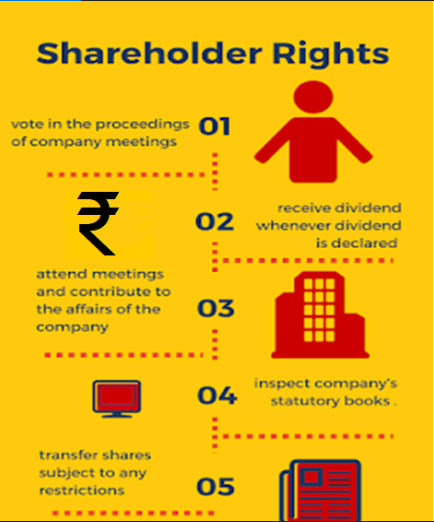 Shareholder Rights
vote in the proceedings
of company meetings
01
₹
02
receive dividend
whenever dividend
is declared
attend meetings
and contribute to
the affairs of the
company
03
04
inspect company's
statutory books .
transfer shares
subject to any
restrictions
05